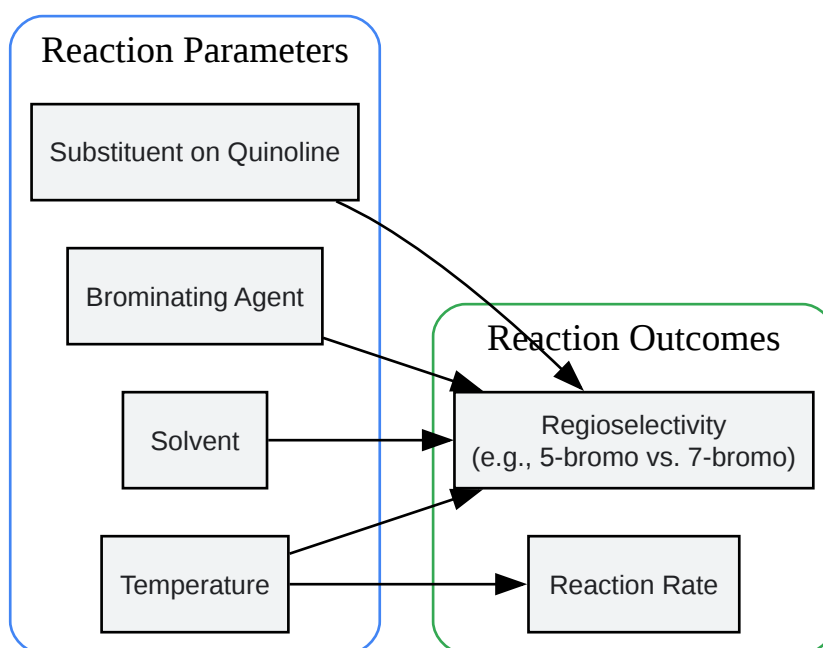 Reaction Parameters
Substituent on Quinoline
Brominating Agent
Solvent
Temperature
Reaction Outcomes
Regioselectivity
(e.g., 5-bromo vs. 7-bromo)
Reaction Rate